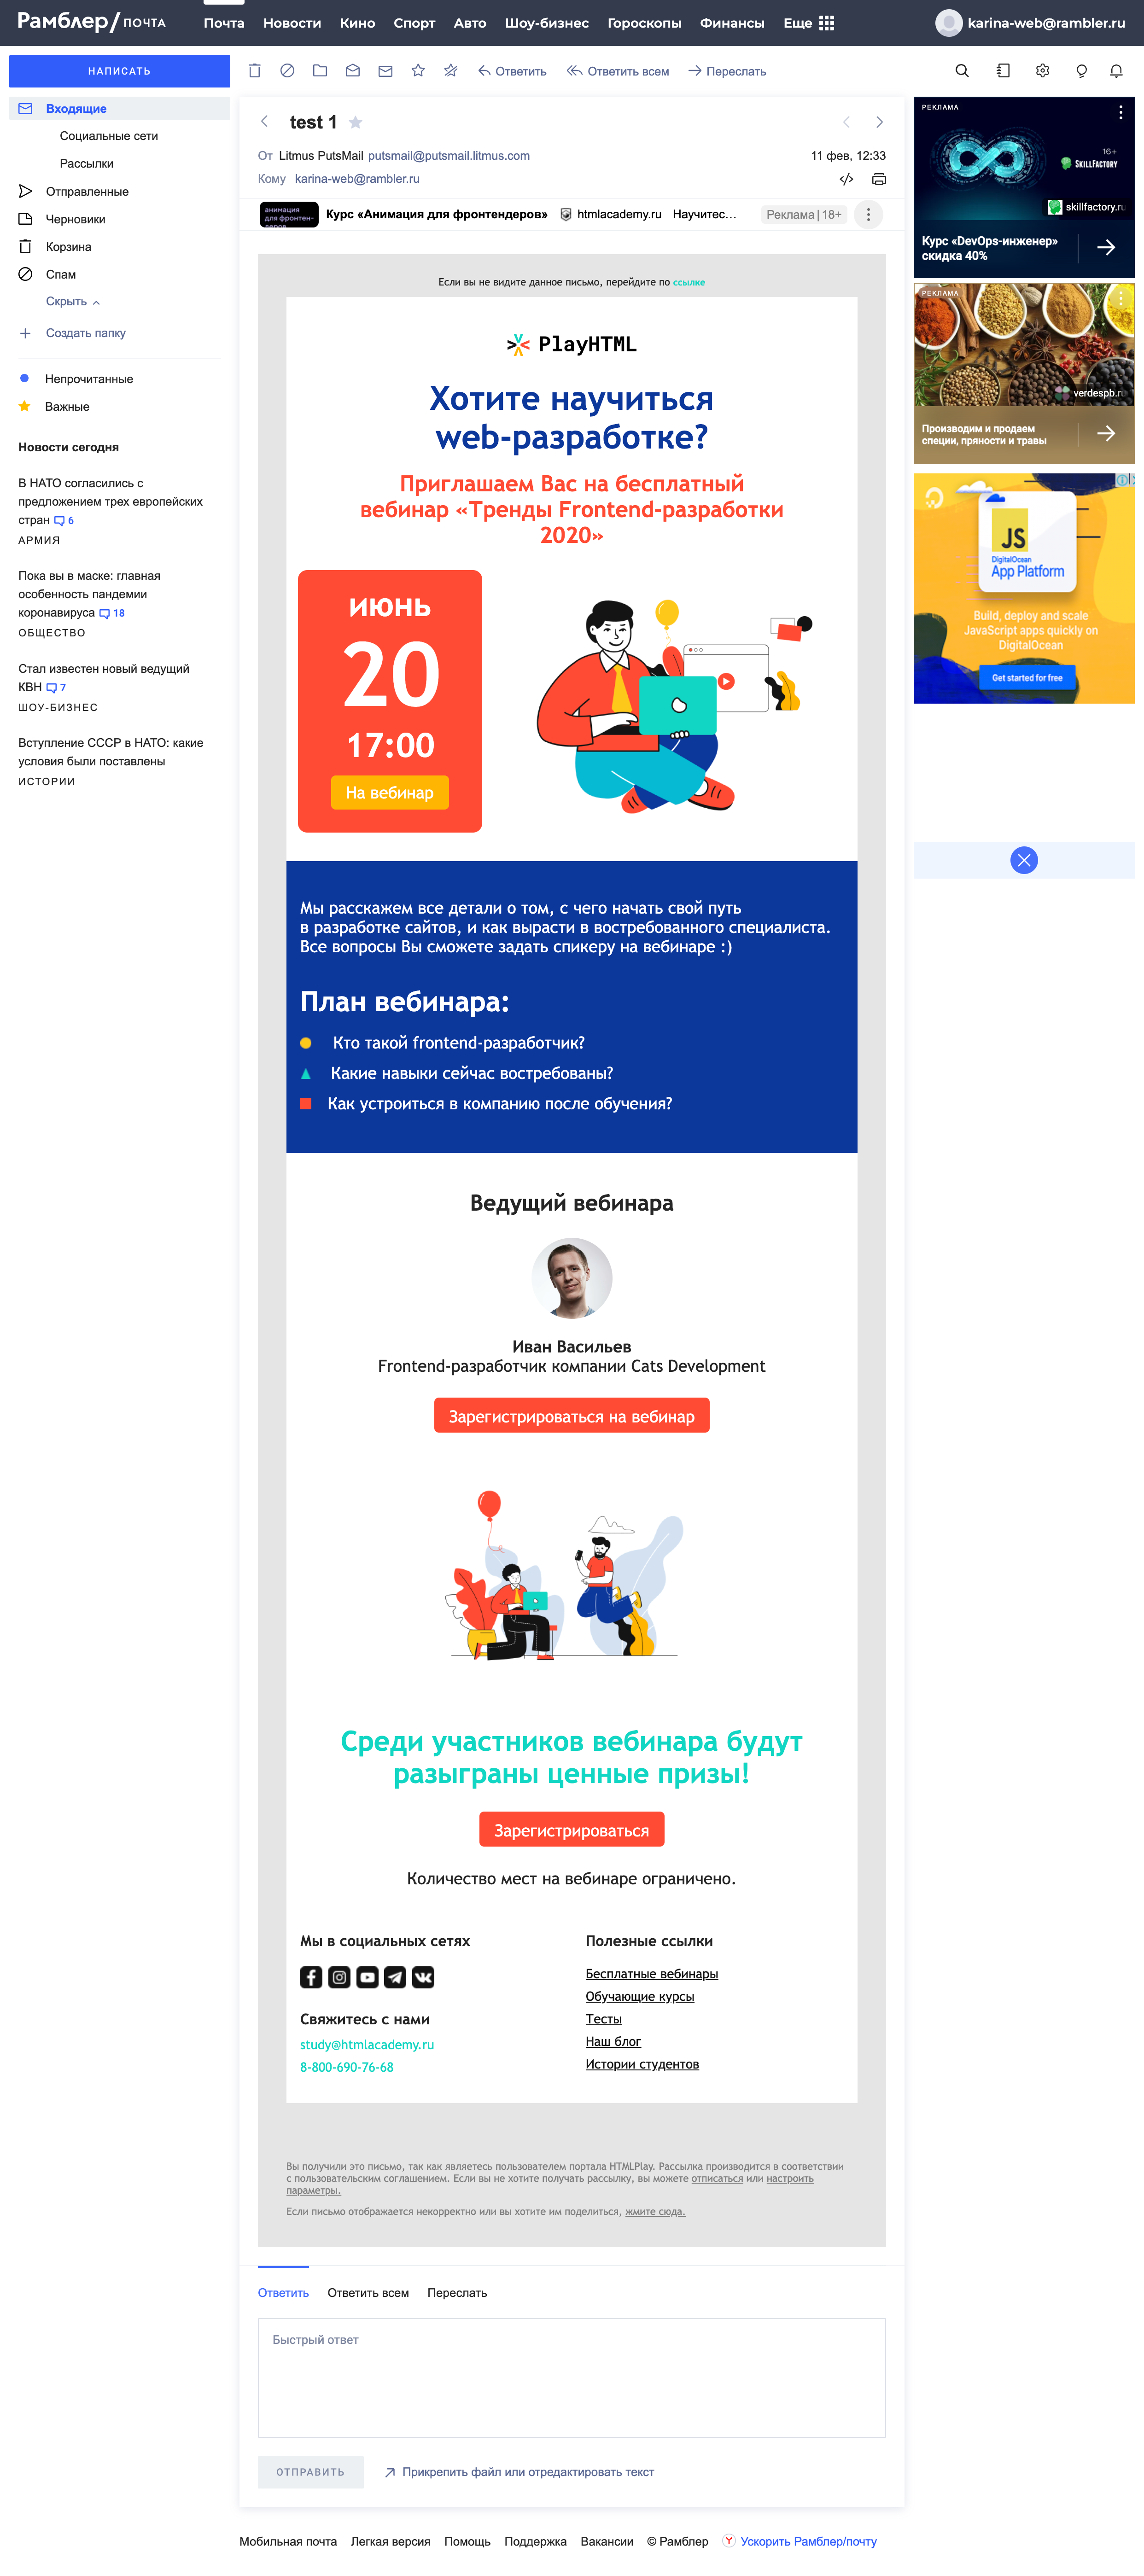 Рамблер/ почта
Почта Новости Кино Спорт Авто Шоу-бизнес Гороскопы Финансы Еще
karina-web@rambler.ru
НАПИСАТЬ
Входящие
Социальные сети
Рассылки
Отправленные
Черновики
Корзина
Спам
Скрыть
Создать папку
Непрочитанные
Важные
Новости сегодня
В НАТО согласились с
предложением трех европейских
стран 6
АРМИЯ
Пока вы в маске: главная
особенность пандемии
коронавируса 18
ОБЩЕСТВО
Стал известен новый ведущий
КВН 7
ШОУ-БИЗНЕС
Вступление СССР в НАТО: какие
условия были поставлены
ИСТОРИИ
Ответить Ответить всем Переслать
test 1
От Litmus PutsMail putsmail@putsmail.litmus.com 11 фев, 12:33
Кому karina-web@rambler.ru
анимация
для фронтен-
деров
Курс «Анимация для фронтендеров» htmlacademy.ru Научитес... Реклама | 18+
Если вы не видите данное письмо, перейдите по ссылке
PlayHTML
Хотите научиться
web-разработке?
Приглашаем Вас на бесплатный
вебинар «Тренды Frontend-разработки
2020»
июнь
20
17:00
На вебинар
Мы расскажем все детали о том, с чего начать свой путь
в разработке сайтов, и как вырасти в востребованного специалиста.
Все вопросы Вы сможете задать спикеру на вебинаре :)
План вебинара:
Кто такой frontend-разработчик?
Какие навыки сейчас востребованы?
Как устроиться в компанию после обучения?
Ведущий вебинара
Иван Васильев
Frontend-разработчик компании Cats Development
Зарегистрироваться на вебинар
Среди участников вебинара будут
разыграны ценные призы!
Зарегистрироваться
Количество мест на вебинаре ограничено.
Мы в социальных сетях
Свяжитесь с нами
study@htmlacademy.ru
8-800-690-76-68
Полезные ссылки
Бесплатные вебинары
Обучающие курсы
Тесты
Наш блог
Истории студентов
Вы получили это письмо, так как являетесь пользователем портала HTMLPlay. Рассылка производится в соответствии
с пользовательским соглашением. Если вы не хотите получать рассылку, вы можете отписаться или настроить
параметры.
Если письмо отображается некорректно или вы хотите им поделиться, жмите сюда.
Ответить Ответить всем Переслать
Быстрый ответ
ОТПРАВИТЬ Прикрепить файл или отредактировать текст
Мобильная почта Легкая версия Помощь Поддержка Вакансии © Рамблер Ускорить Рамблер/почту
РЕКЛАМА
16+
SKILLFACTORY
skillfactory.ru
Курс «DevOps-инженер»
скидка 40%
РЕКЛАМА
verdespb.ru
Производим и продаем
специи, пряности и травы
JS
DigitalOcean
App Platform
Build, deploy and scale
JavaScript apps quickly on
DigitalOcean
Get started for free